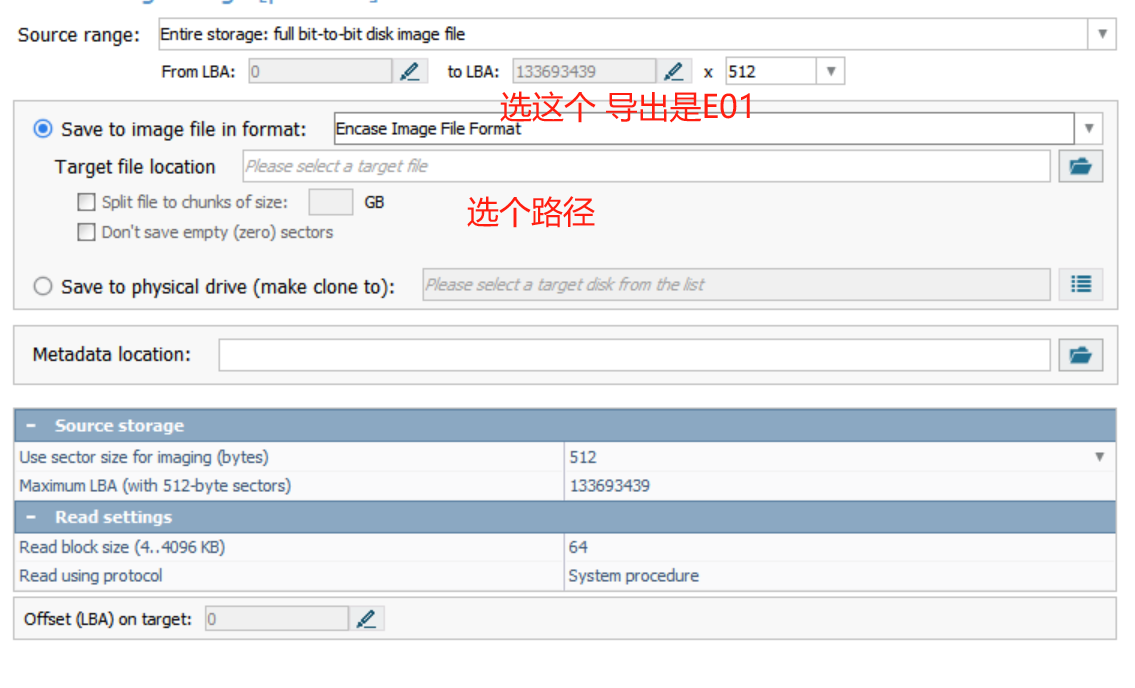 Source range: Entire storage: full bit-to-bit disk image file
From LBA: 0 to LBA: 133693439 x 512
选这个 导出是E01
Save to image file in format: Encase Image File Format
Target file location Please select a target file
Split file to chunks of size: GB
选个路径
Don't save empty (zero) sectors
Save to physical drive (make clone to): Please select a target disk from the list
Metadata location:
− Source storage
Use sector size for imaging (bytes) 512
Maximum LBA (with 512-byte sectors) 133693439
− Read settings
Read block size (4..4096 KB) 64
Read using protocol System procedure
Offset (LBA) on target: 0